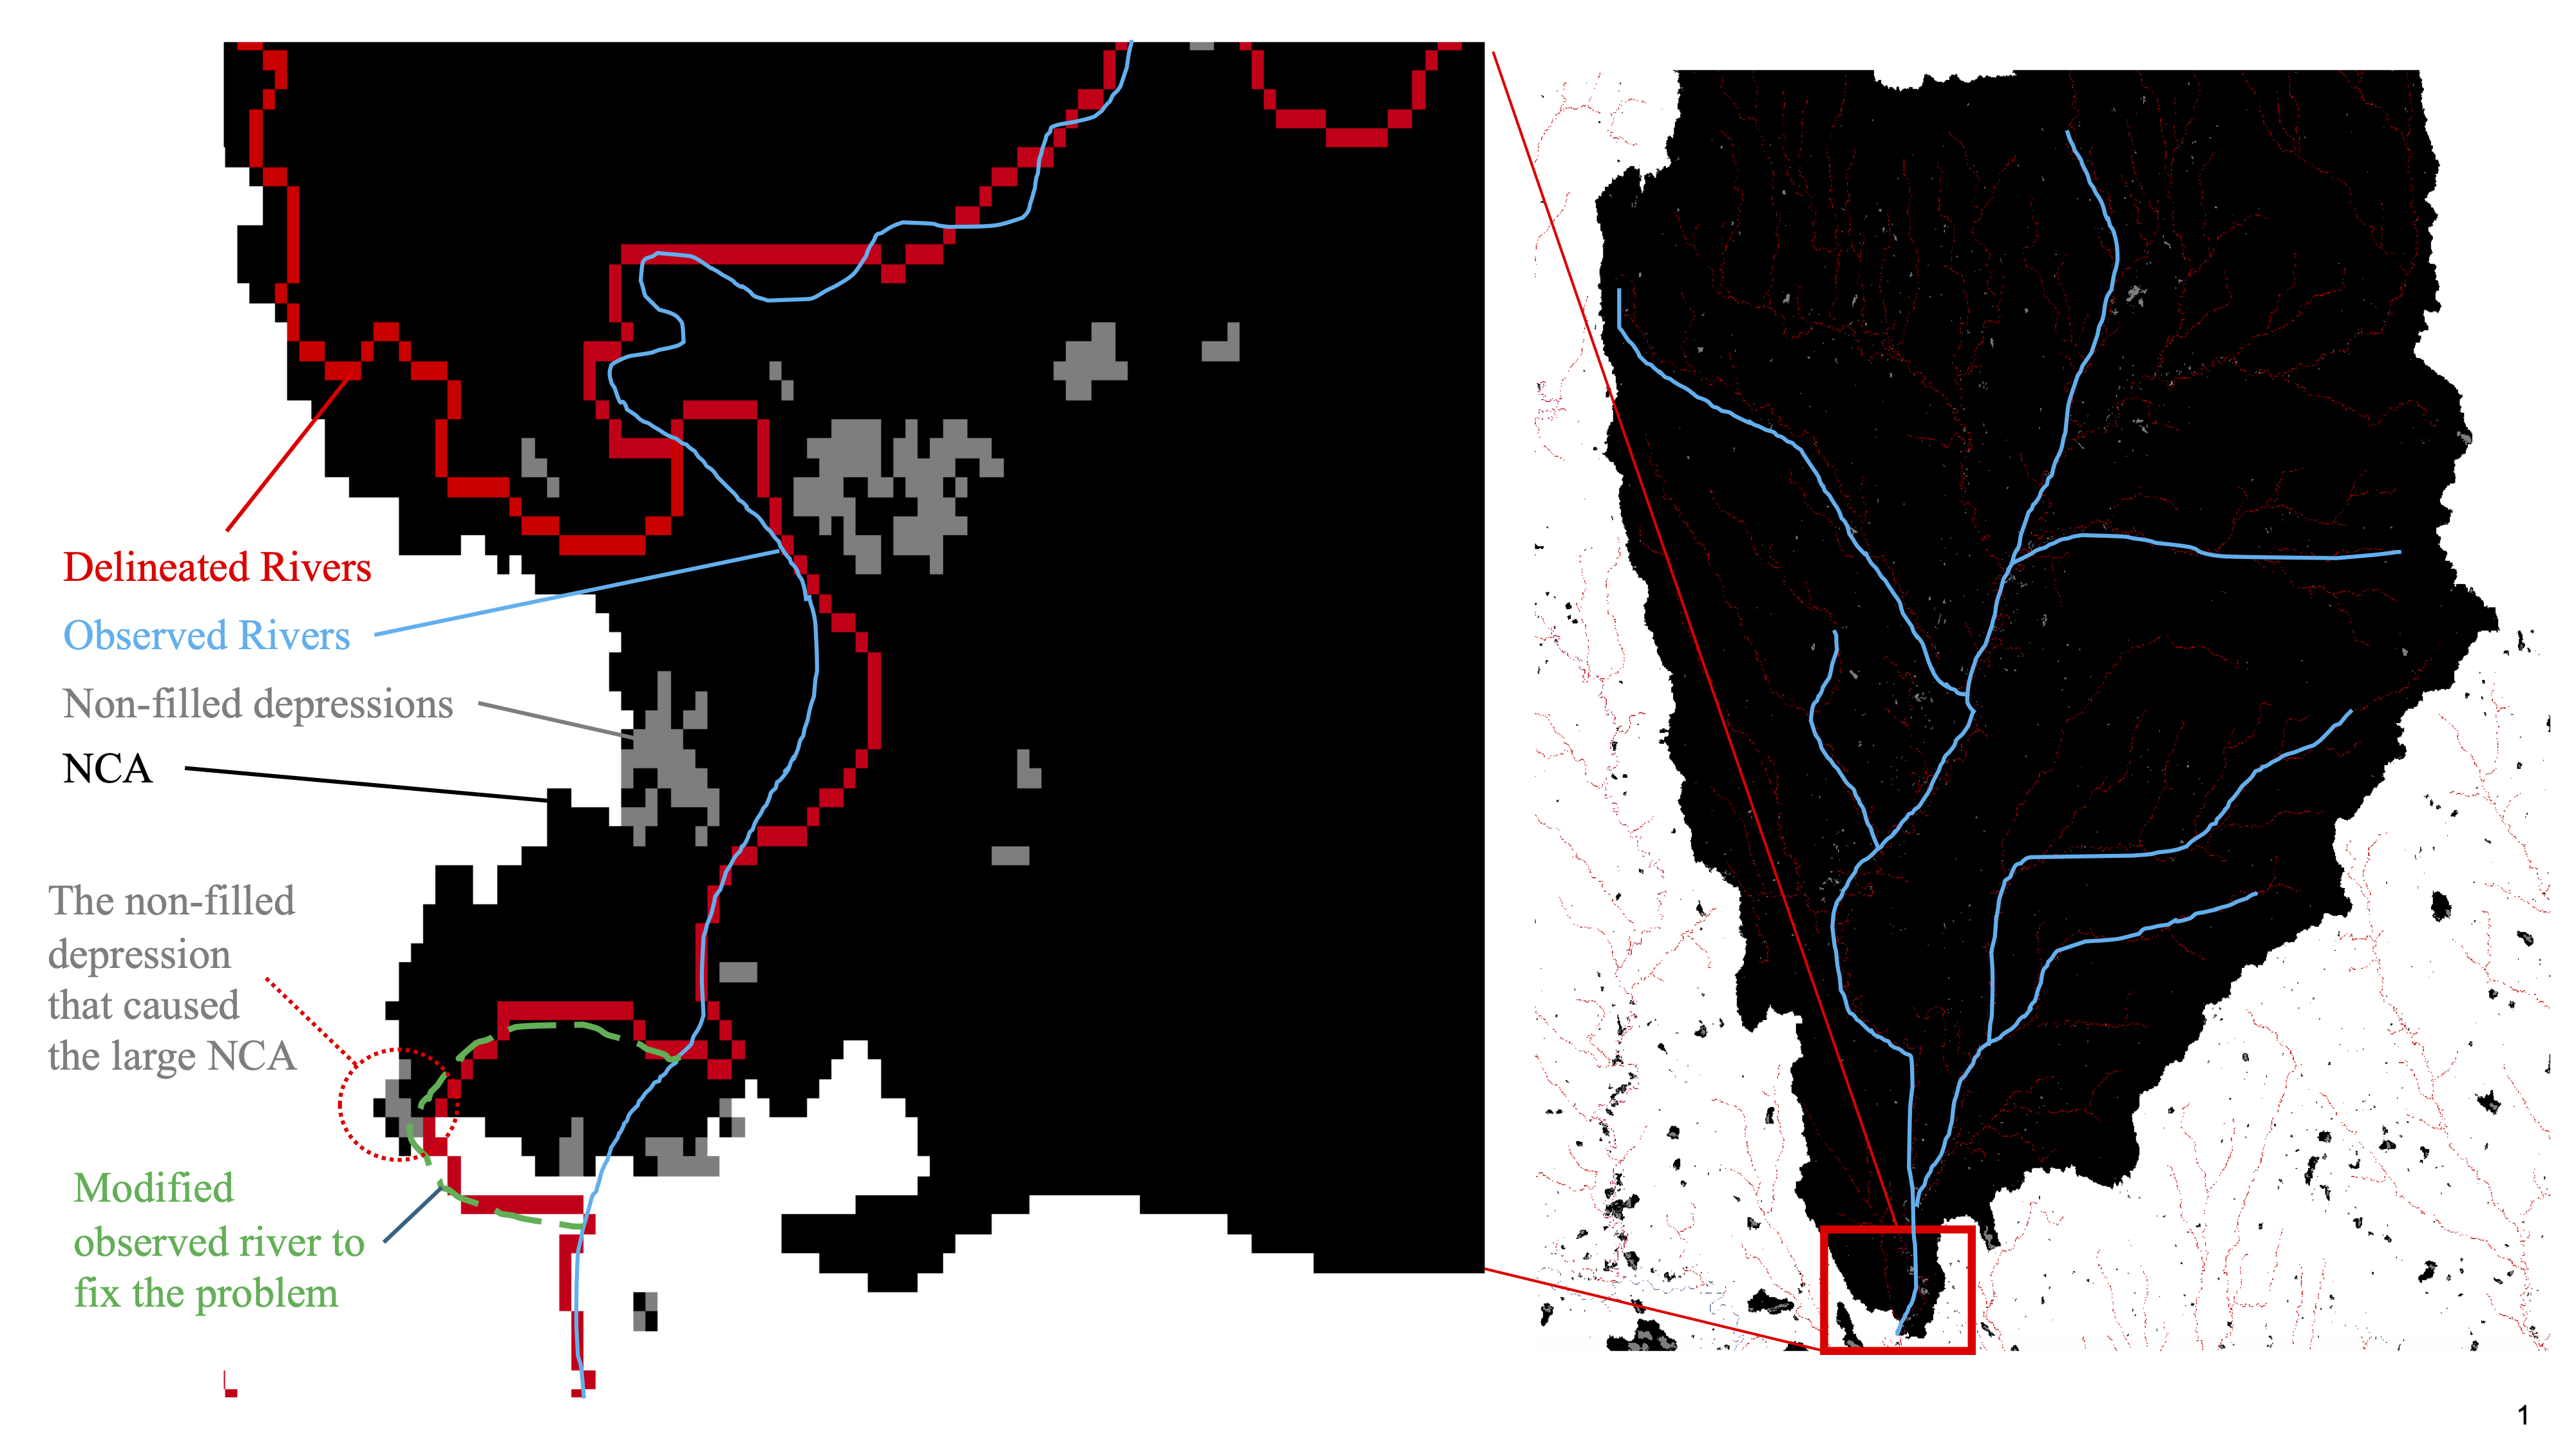 Delineated Rivers
Observed Rivers
Non-filled depressions
NCA
The non-filled
depression
that caused
the large NCA
Modified
observed river to
fix the problem
1